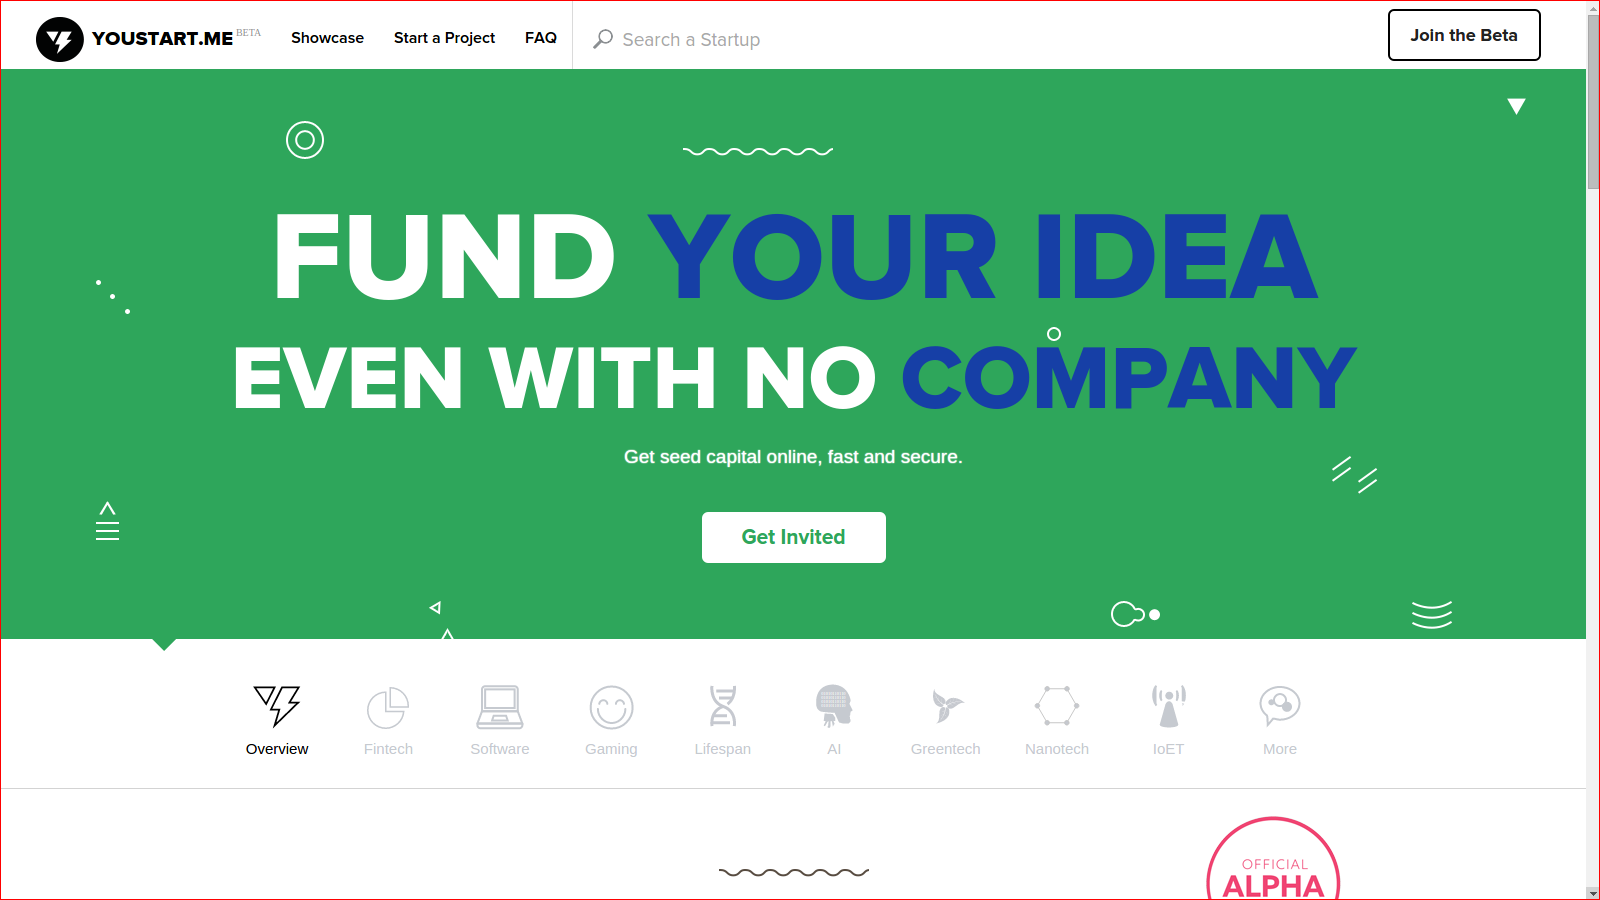 YOUSTART.ME BETA Showcase Start a Project FAQ Search a Startup Join the Beta
FUND YOUR IDEA
EVEN WITH NO COMPANY
Get seed capital online, fast and secure.
Get Invited
Overview Fintech Software Gaming Lifespan AI Greentech Nanotech IoET More
OFFICIAL
ALPHA